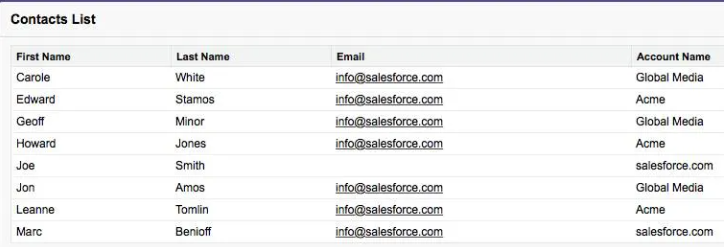 Contacts List
First Name Last Name Email Account Name
Carole White info@salesforce.com Global Media
Edward Stamos info@salesforce.com Acme
Geoff Minor info@salesforce.com Global Media
Howard Jones info@salesforce.com Acme
Joe Smith salesforce.com
Jon Amos info@salesforce.com Global Media
Leanne Tomlin info@salesforce.com Acme
Marc Benioff info@salesforce.com salesforce.com